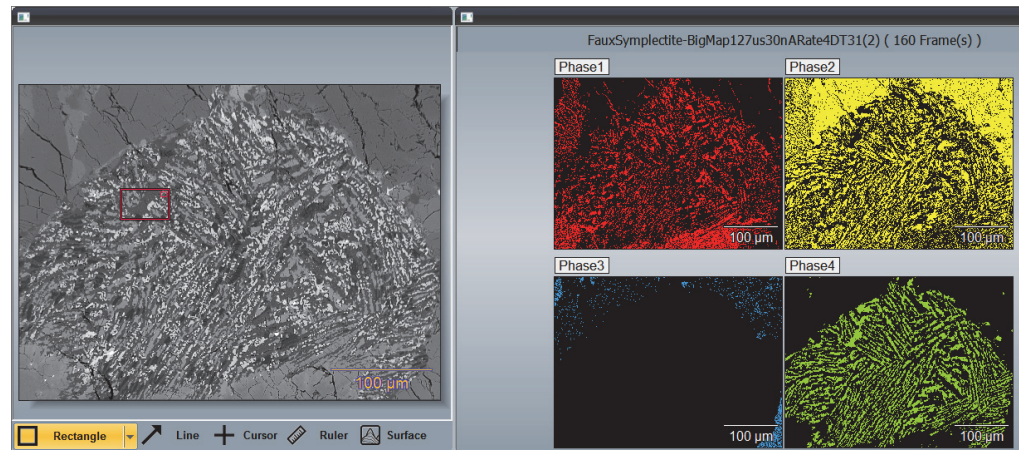 FauxSymplectite-BigMap127us30nARate4DT31(2) ( 160 Frame(s) )
Phase1
Phase2
100 µm
100 µm
Phase3
Phase4
100 µm
100 µm
100 µm
Rectangle
Line
Cursor
Ruler
Surface